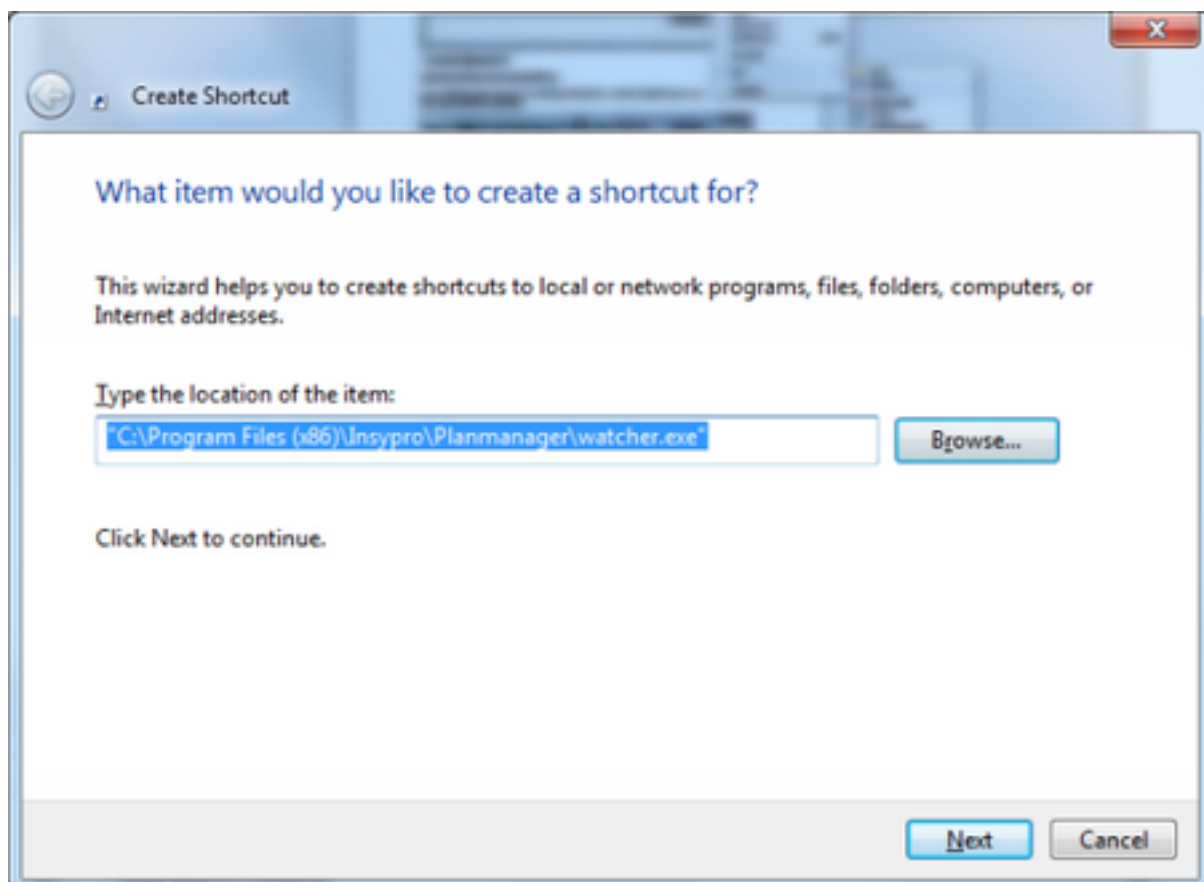 Create Shortcut
What item would you like to create a shortcut for?
This wizard helps you to create shortcuts to local or network programs, files, folders, computers, or
Internet addresses.
Type the location of the item:
"C:\Program Files (x86)\Insypro\Planmanager\watcher.exe"
Browse...
Click Next to continue.
Next
Cancel